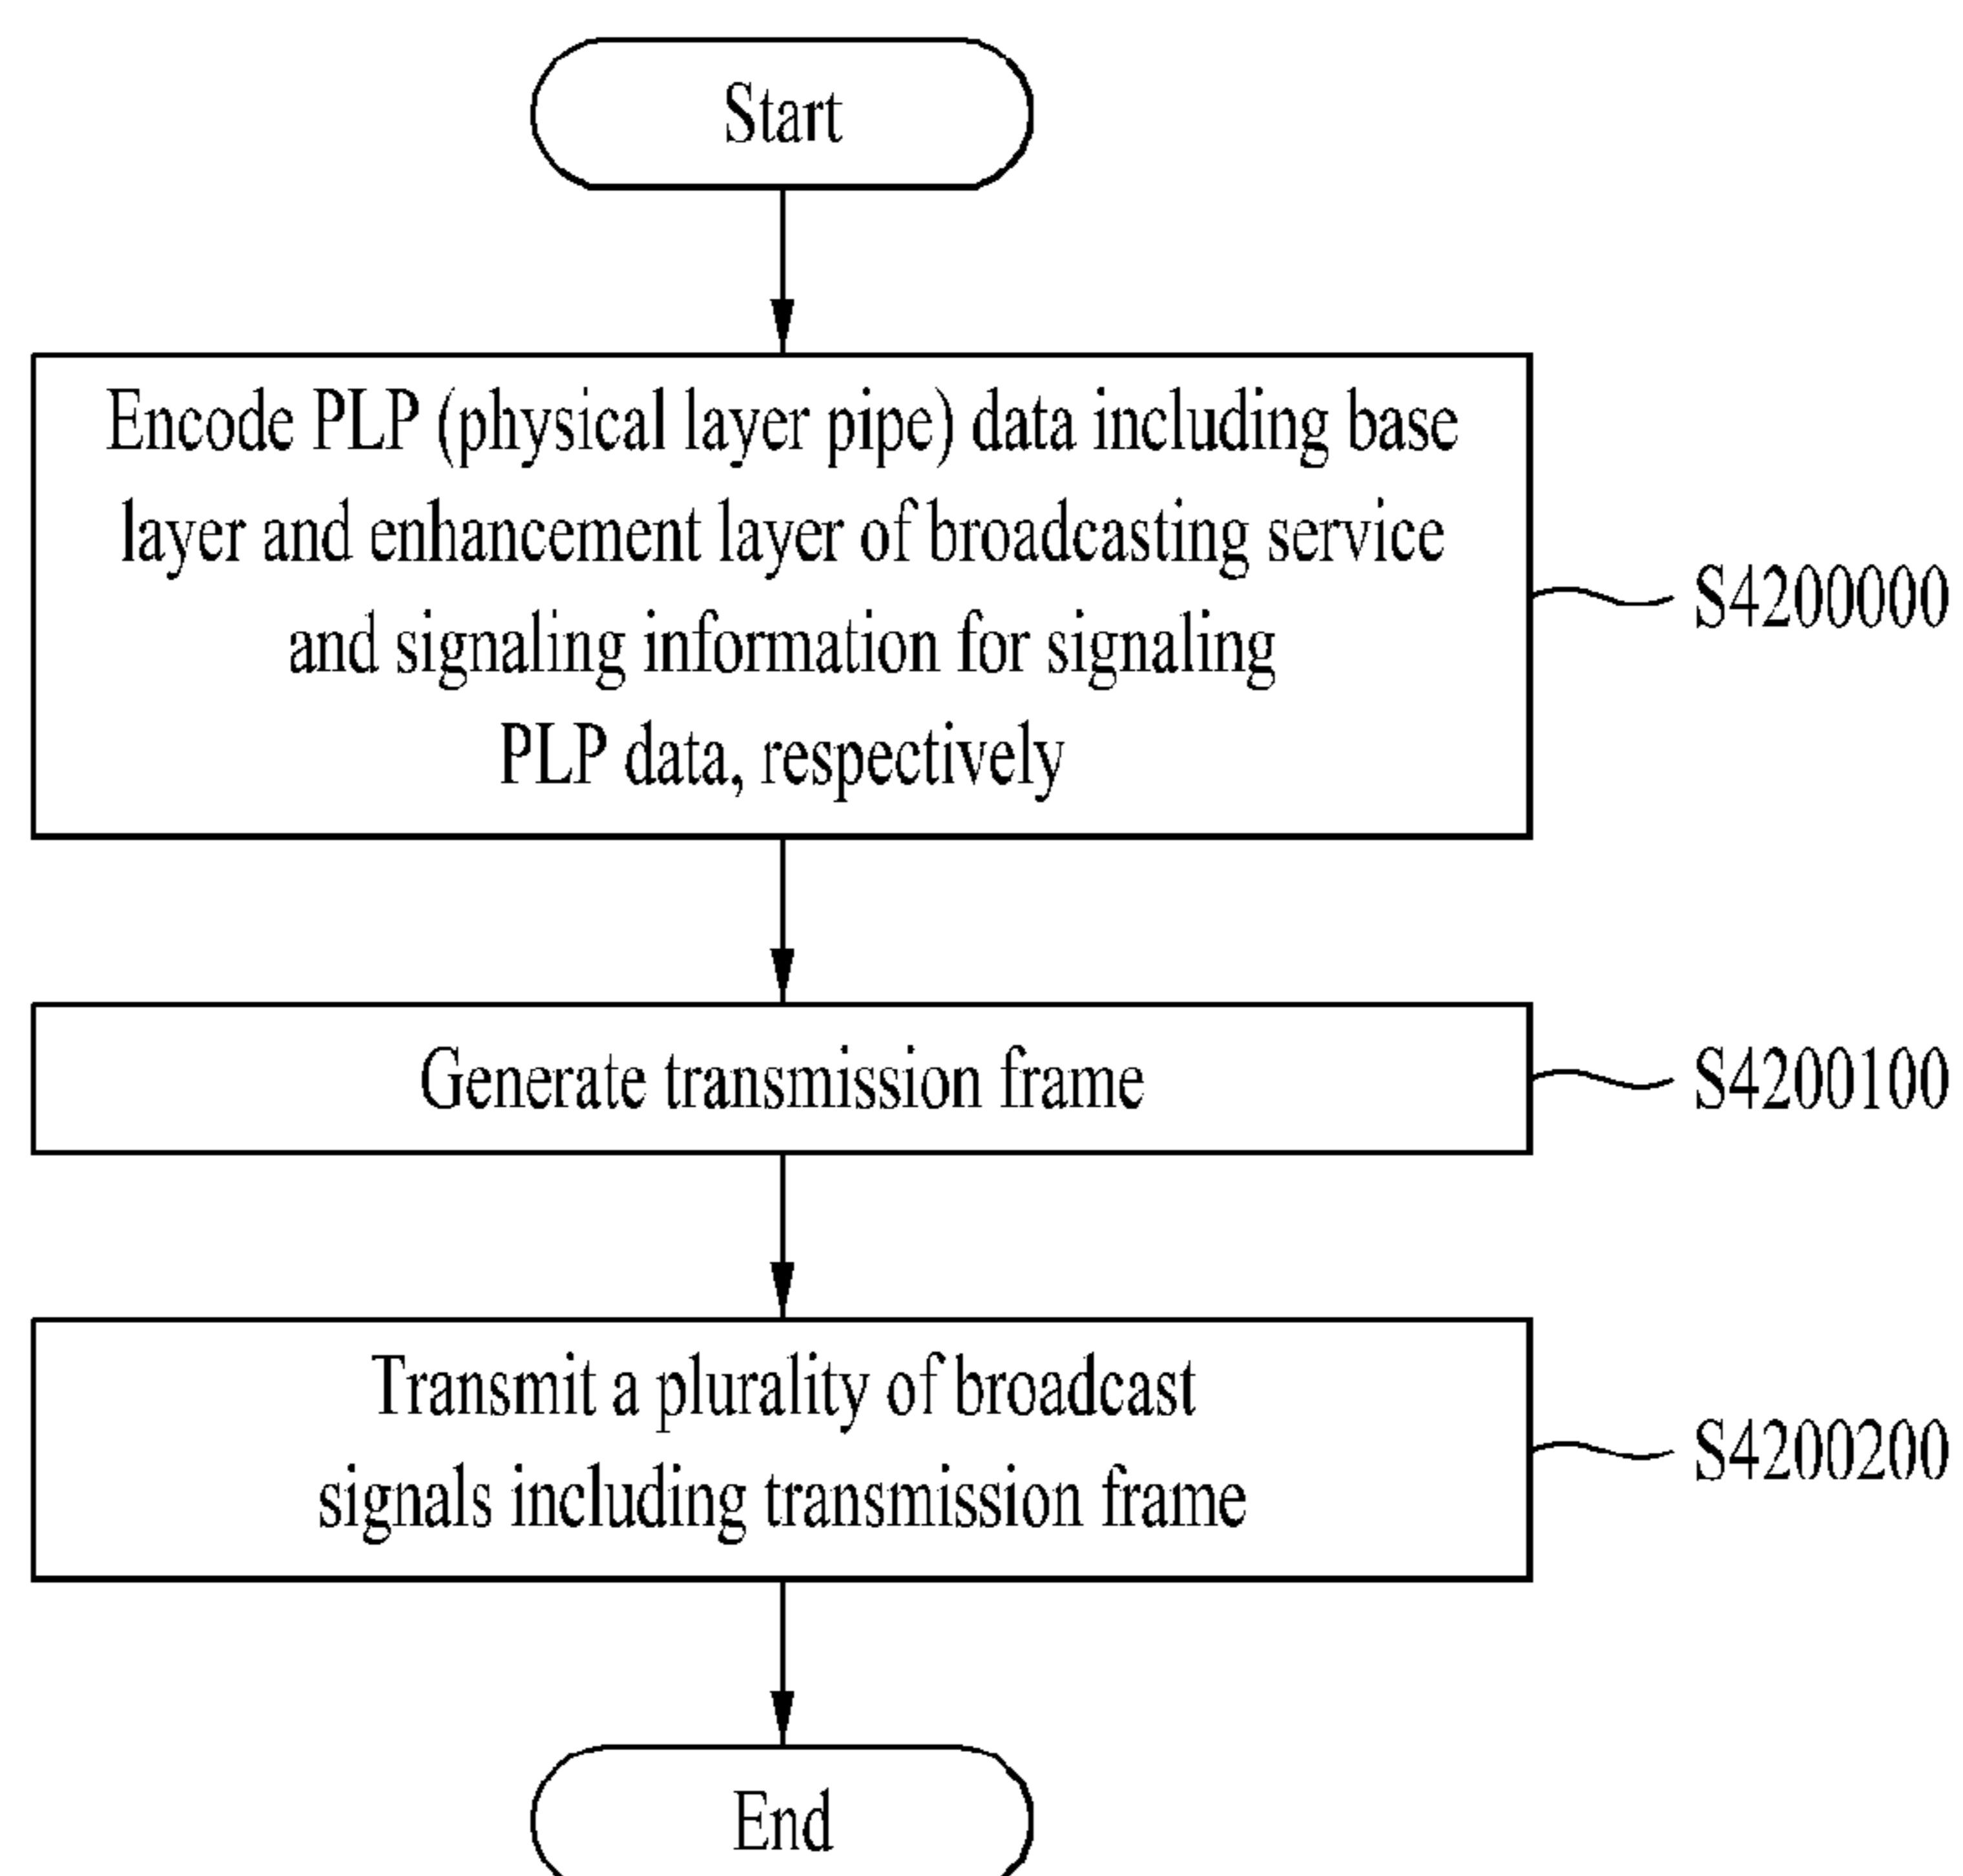 Start
Encode PLP (physical layer pipe) data including base
layer and enhancement layer of broadcasting service
and signaling information for signaling
PLP data, respectively
S4200000
Generate transmission frame
S4200100
Transmit a plurality of broadcast
signals including transmission frame
S4200200
End